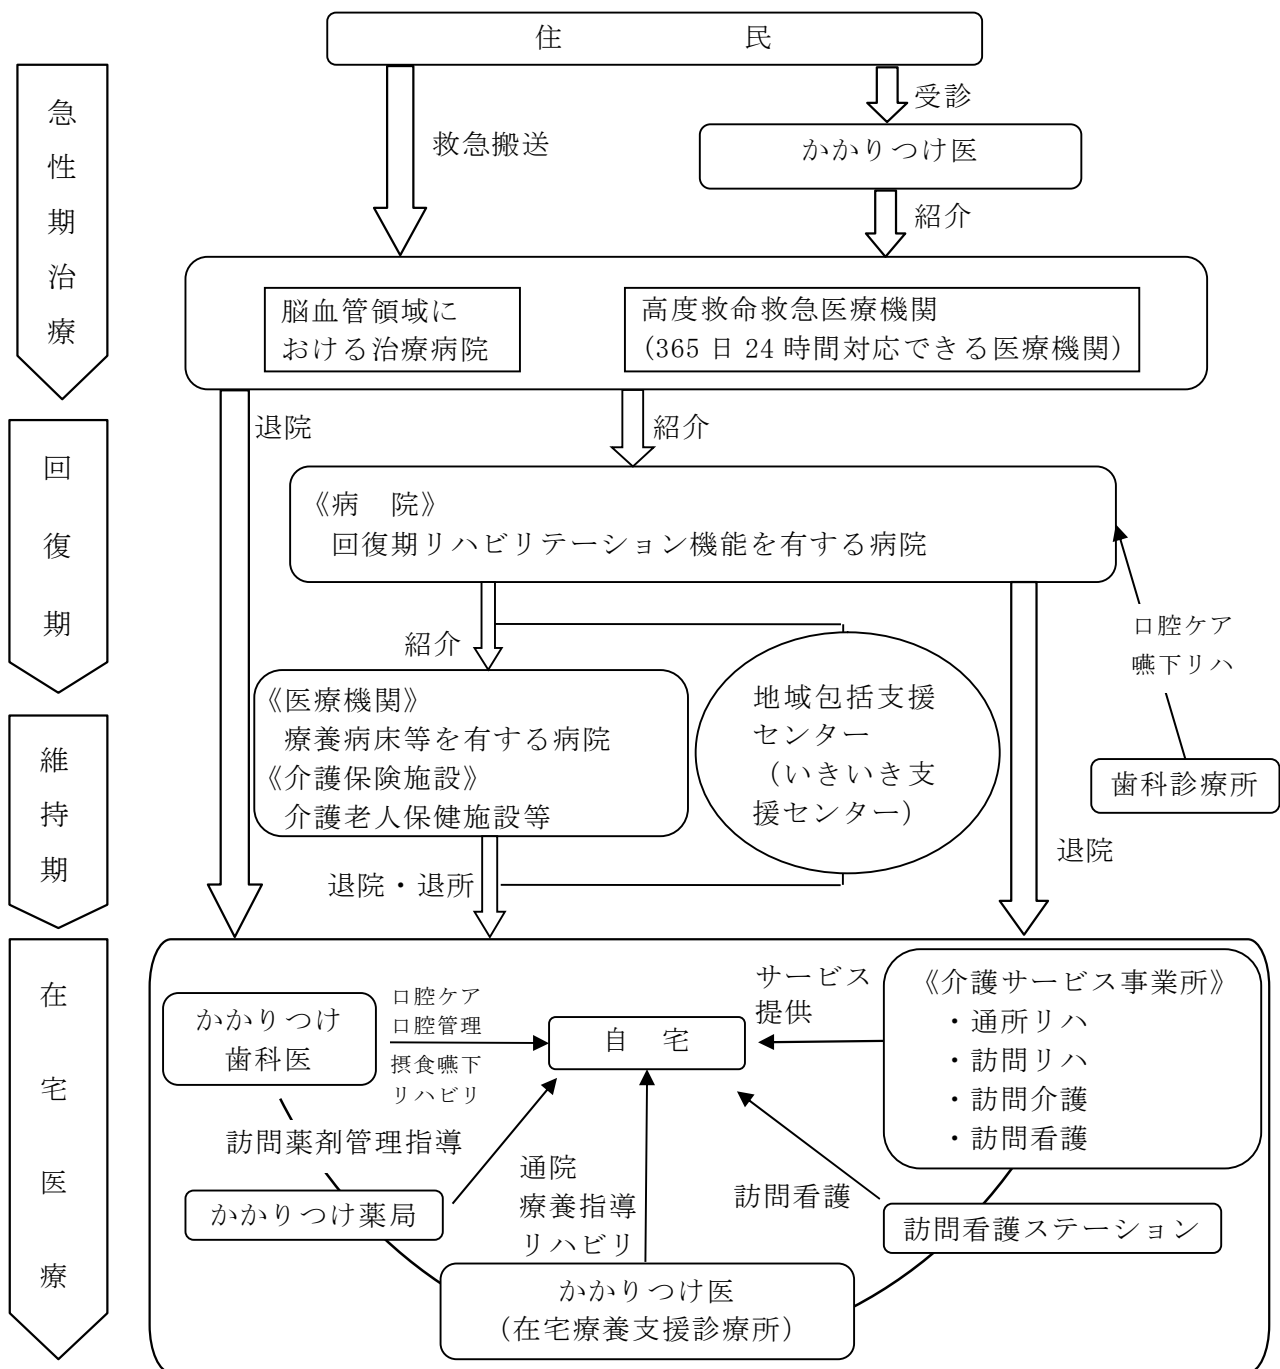 住　　　　　　　民
急性期治療
救急搬送
受診
かかりつけ医
紹介
脳血管領域に
おける治療病院
高度救命救急医療機関
(365 日 24 時間対応できる医療機関)
回復期
退院
紹介
《病　院》
回復期リハビリテーション機能を有する病院
口腔ケア
嚥下リハ
歯科診療所
維持期
紹介
《医療機関》
療養病床等を有する病院
《介護保険施設》
介護老人保健施設等
地域包括支援
センター
（いきいき支
援センター）
退院
退院・退所
在宅医療
かかりつけ
歯科医
口腔ケア
口腔管理
摂食嚥下
リハビリ
自　宅
サービス
提供
《介護サービス事業所》
・通所リハ
・訪問リハ
・訪問介護
・訪問看護
訪問薬剤管理指導
かかりつけ薬局
通院
療養指導
リハビリ
訪問看護
訪問看護ステーション
かかりつけ医
（在宅療養支援診療所）